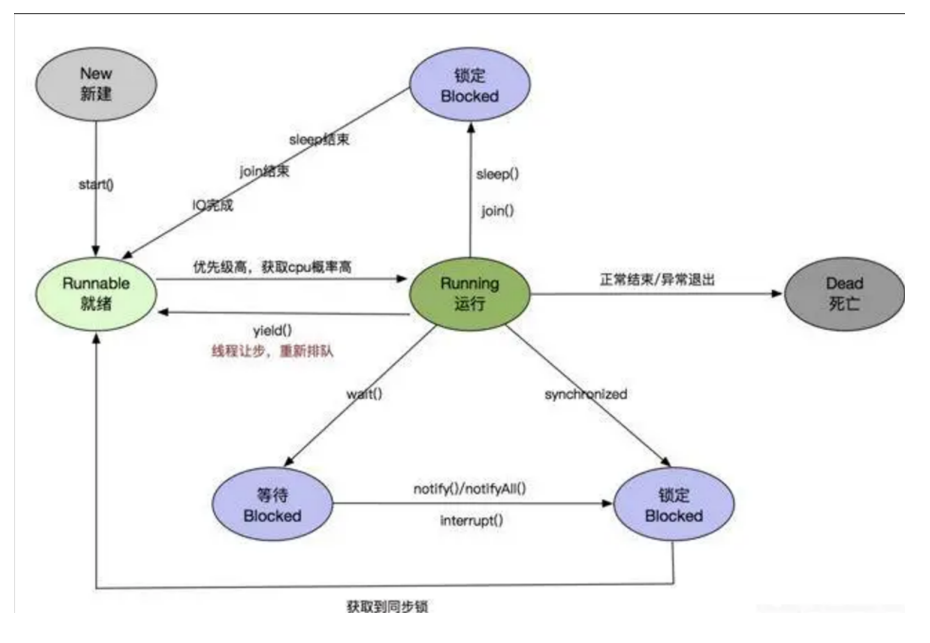 New
新建
锁定
Blocked
sleep结束
join结束
IO完成
start()
sleep()
join()
Runnable
就绪
优先级高，获取cpu概率高
Running
运行
正常结束/异常退出
Dead
死亡
yield()
线程让步，重新排队
wait()
synchronized
等待
Blocked
notify()/notifyAll()
interrupt()
锁定
Blocked
获取到同步锁